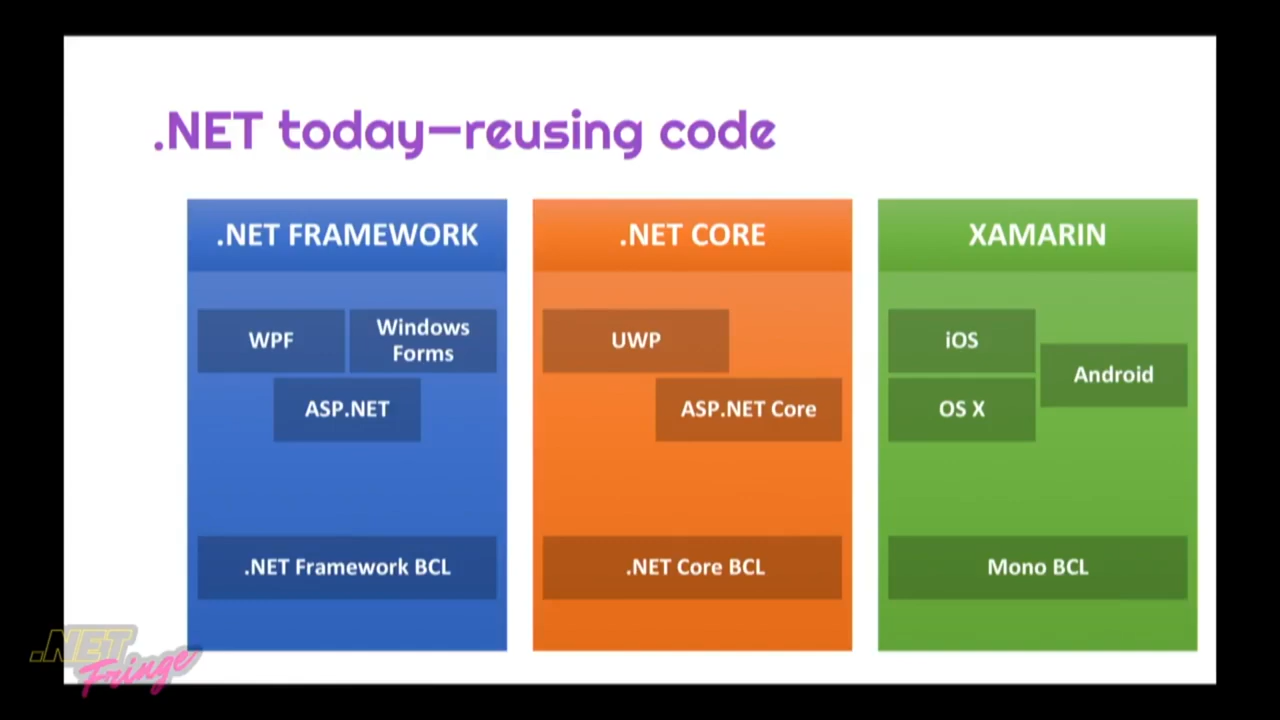 .NET today—reusing code
.NET FRAMEWORK
WPF
Windows
Forms
ASP.NET
.NET Framework BCL
.NET CORE
UWP
ASP.NET Core
.NET Core BCL
XAMARIN
iOS
Android
OS X
Mono BCL
.NET
Fringe